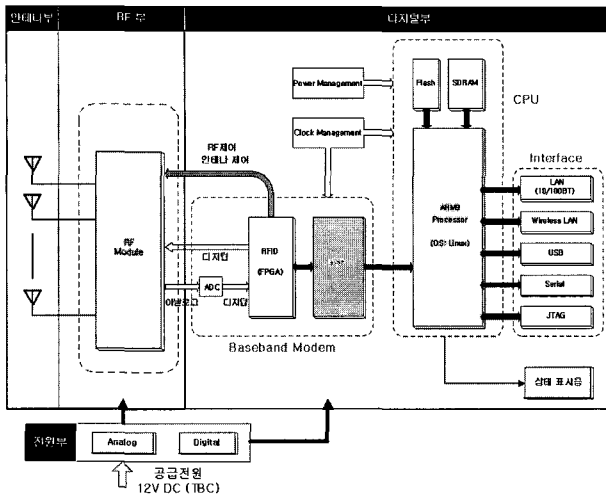 안테나부
RF 부
디지털부
Power Management
Clock Management
Flash
SDRAM
CPU
RF제어
안테나 제어
Interface
LAN
(10/100BT)
Wireless LAN
USB
Serial
JTAG
ARM9
Processor
(OS: Linux)
RF
Module
디지털
RFID
(FPGA)
ADC
아날로그
디지털
Baseband Modem
상태 표시등
전원부
Analog
Digital
공급전원
12V DC (TBC)